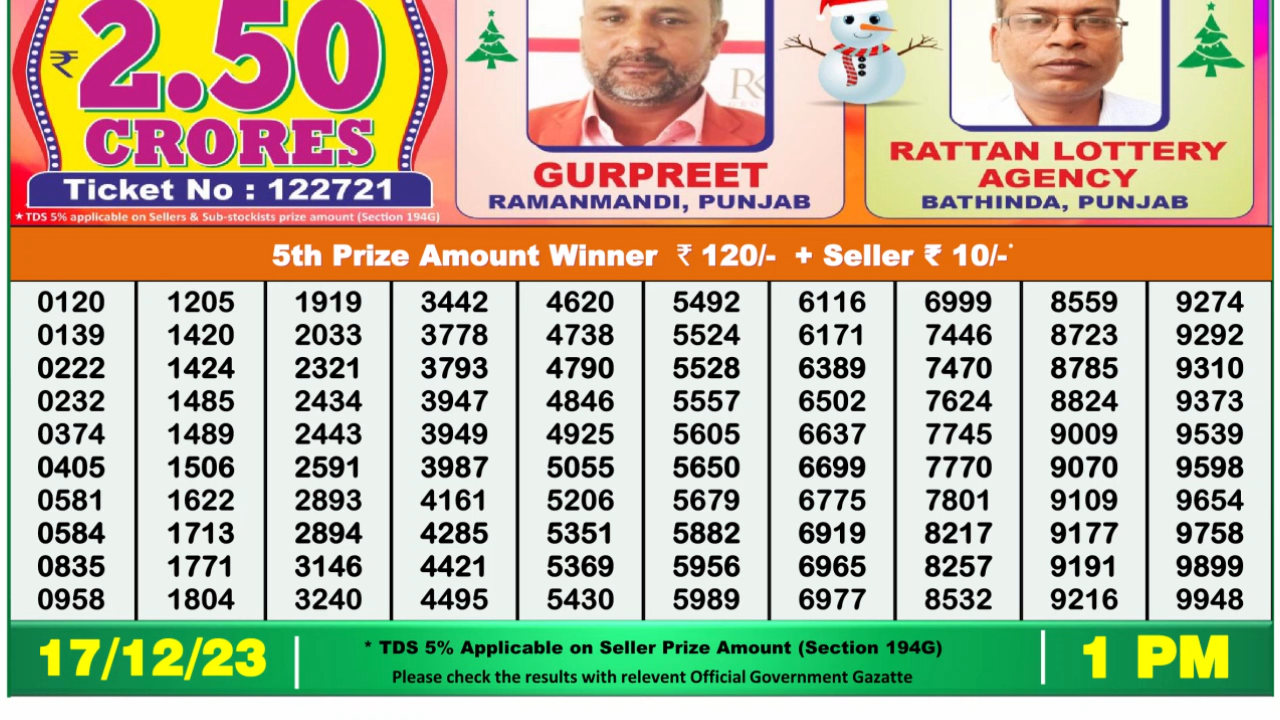 ₹ 2.50
CRORES
Ticket No : 122721
★ TDS 5% applicable on Sellers & Sub-stockists prize amount (Section 194G)
GURPREET
RAMANMANDI, PUNJAB
RATTAN LOTTERY
AGENCY
BATHINDA, PUNJAB
5th Prize Amount Winner ₹ 120/- + Seller ₹ 10/-*
0120 1205 1919 3442 4620 5492 6116 6999 8559 9274
0139 1420 2033 3778 4738 5524 6171 7446 8723 9292
0222 1424 2321 3793 4790 5528 6389 7470 8785 9310
0232 1485 2434 3947 4846 5557 6502 7624 8824 9373
0374 1489 2443 3949 4925 5605 6637 7745 9009 9539
0405 1506 2591 3987 5055 5650 6699 7770 9070 9598
0581 1622 2893 4161 5206 5679 6775 7801 9109 9654
0584 1713 2894 4285 5351 5882 6919 8217 9177 9758
0835 1771 3146 4421 5369 5956 6965 8257 9191 9899
0958 1804 3240 4495 5430 5989 6977 8532 9216 9948
17/12/23
* TDS 5% Applicable on Seller Prize Amount (Section 194G)
Please check the results with relevent Official Government Gazatte
1 PM